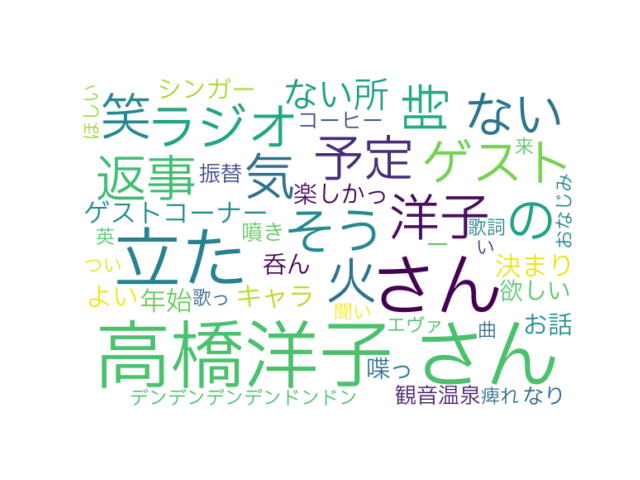 シンガー
ない所
出
ない
ほしい
笑
ラジオ
コーヒー
予定
ゲスト
来
返事
振替
気
楽しかっ
洋子
の
おなじみ
ゲストコーナー
噴き
そう
歌詞
英
立た
呑ん
火
さん
ー
い
決まり
つい
よい
年始
歌っ
キャラ
聞い
欲しい
エヴァ
曲
お話
高橋洋子
さん
喋っ
デンデンデンデンドンドン
観音温泉
痺れ
なり